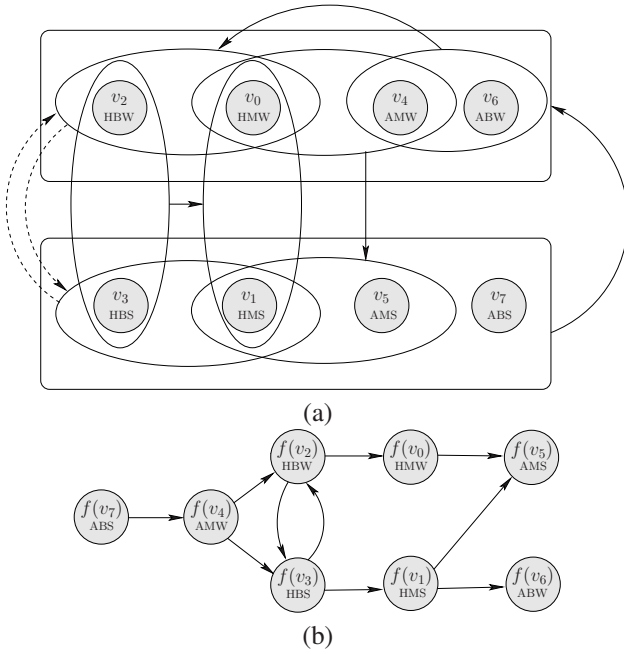 v2 v0 v4 v6
HBW HMW AMW ABW
v3 v1 v5 v7
HBS HMS AMS ABS
(a)
f(v2) f(v0) f(v5)
HBW HMW AMS
f(v7) f(v4)
ABS AMW
f(v3) f(v1) f(v6)
HBS HMS ABW
(b)